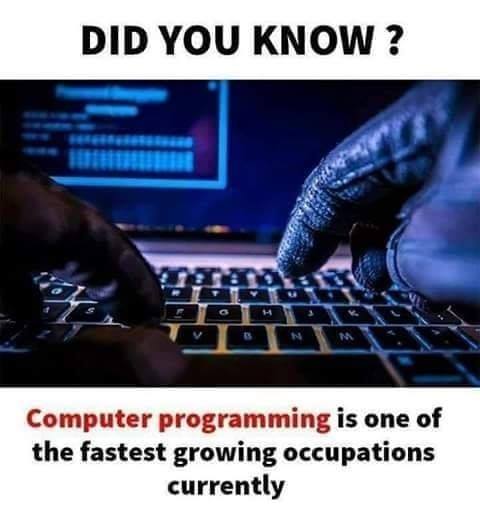 DID YOU KNOW ?
Computer programming is one of
the fastest growing occupations
currently